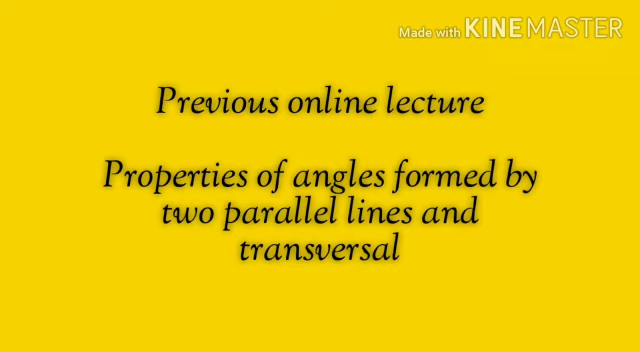 Made with KINEMASTER
Previous online lecture
Properties of angles formed by
two parallel lines and
transversal